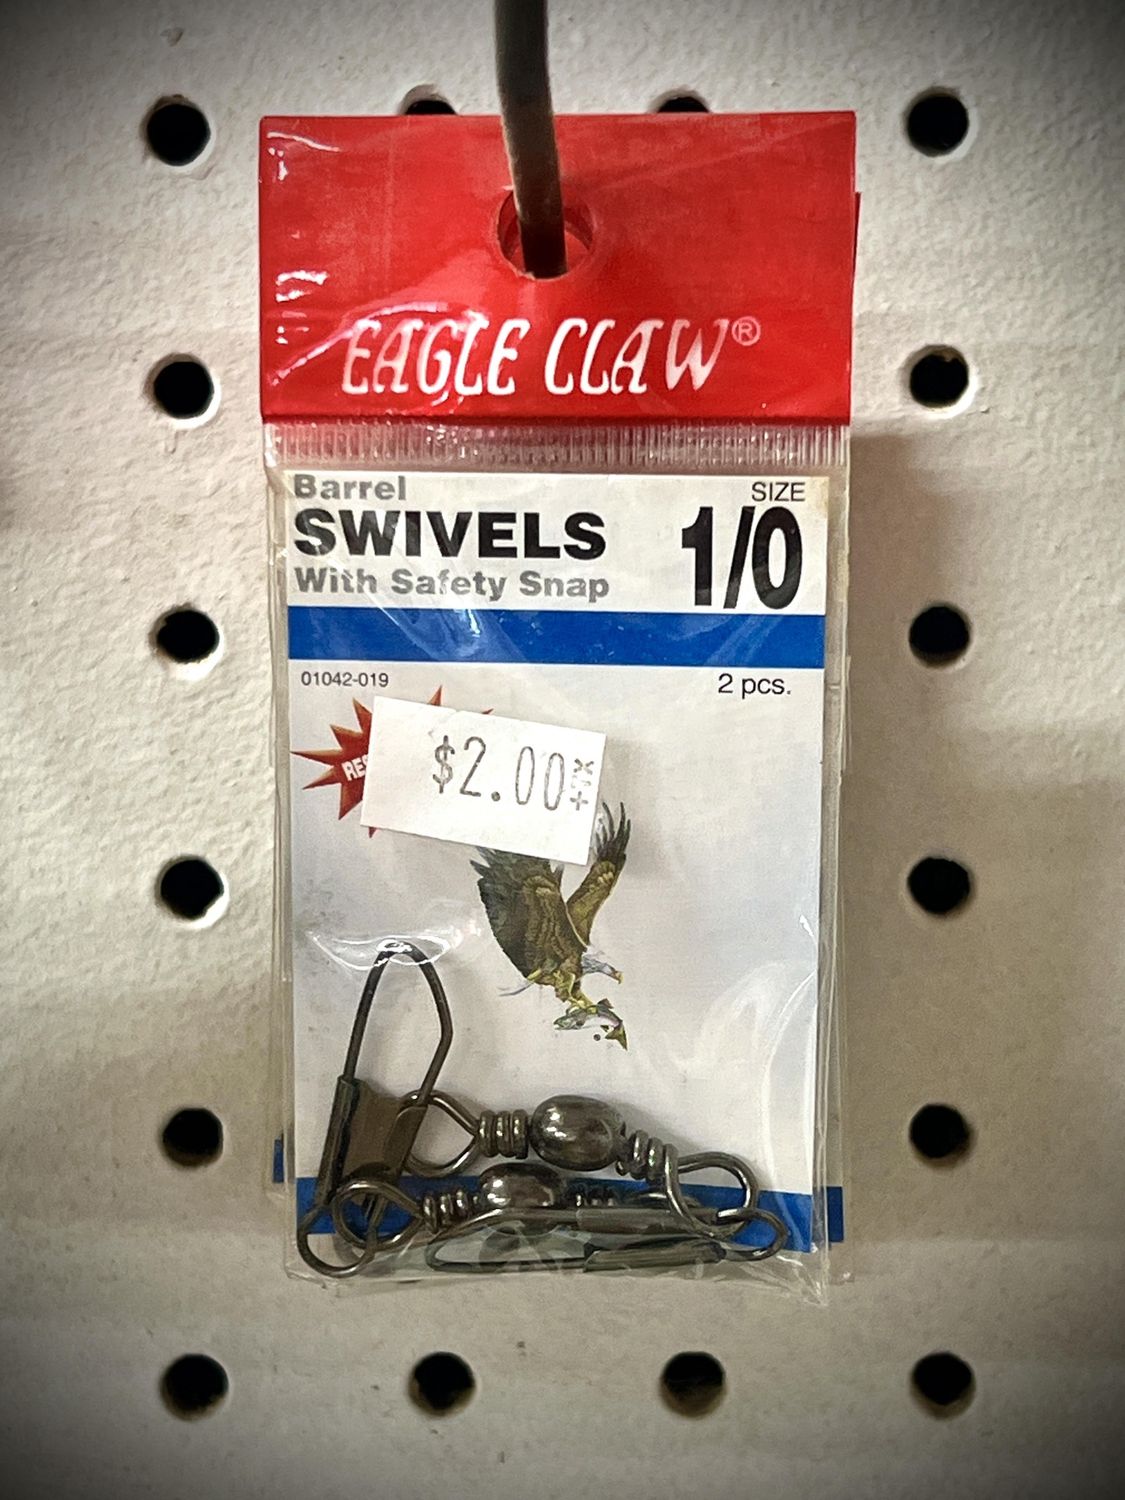 EAGLE CLAW®
Barrel
SWIVELS
With Safety Snap
SIZE
1/0
01042-019
2 pcs.
$2.00